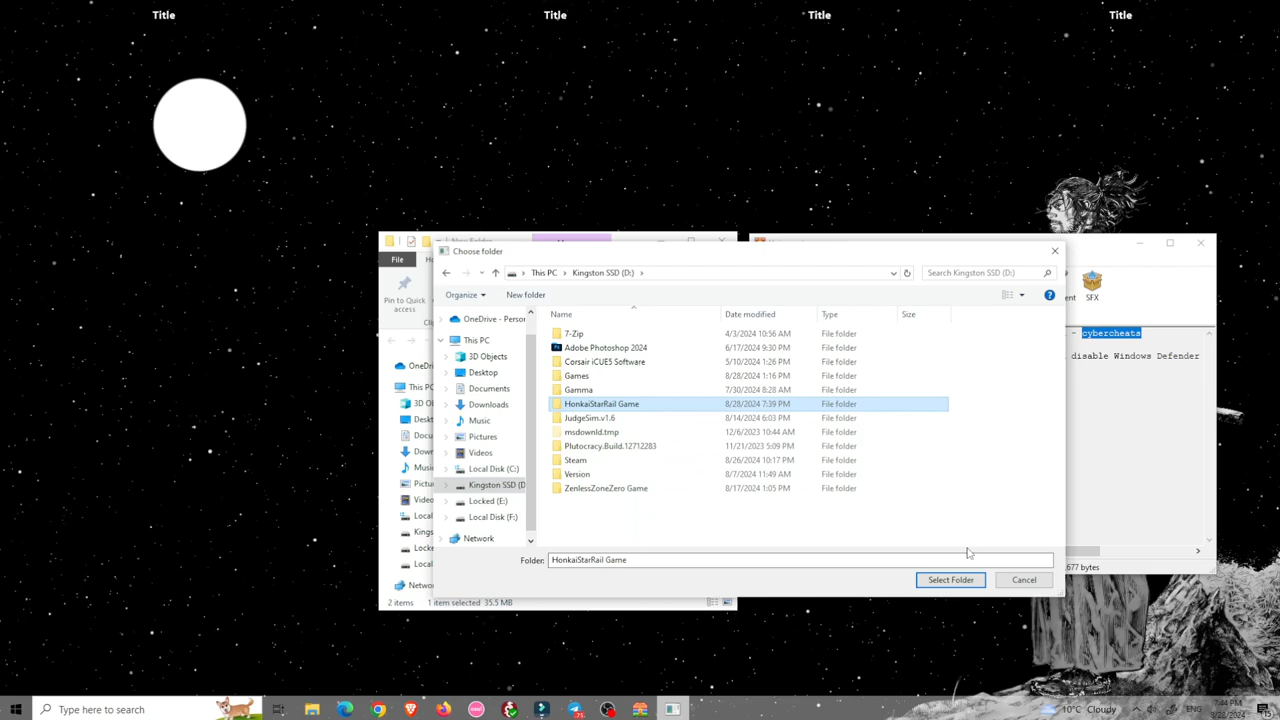 Title Title Title Title
New Folder
File
Pin to Quick
access
2 items 1 item selected 35.5 MB
Choose folder
This PC Kingston SSD (D:)
Search Kingston SSD (D:)
Organize New folder
OneDrive - Person
This PC
3D Objects
Desktop
Documents
Downloads
Music
Pictures
Videos
Local Disk (C:)
Kingston SSD (D
Locked (E:)
Local Disk (F:)
Network
Name Date modified Type Size
7-Zip 4/3/2024 10:56 AM File folder
Adobe Photoshop 2024 6/17/2024 9:30 PM File folder
Corsair iCUE5 Software 5/10/2024 1:26 PM File folder
Games 8/28/2024 1:16 PM File folder
Gamma 7/30/2024 8:28 AM File folder
HonkaiStarRail Game 8/28/2024 7:39 PM File folder
JudgeSim.v1.6 8/14/2024 6:03 PM File folder
msdownld.tmp 12/6/2023 10:44 AM File folder
Plutocracy.Build.12712283 11/21/2023 5:09 PM File folder
Steam 8/26/2024 10:17 PM File folder
Version 8/7/2024 11:49 AM File folder
ZenlessZoneZero Game 8/17/2024 1:05 PM File folder
Folder: HonkaiStarRail Game
Select Folder Cancel
SFX
- cybercheats
disable Windows Defender
677 bytes
Type here to search
10°C Cloudy
ENG
7:44 PM